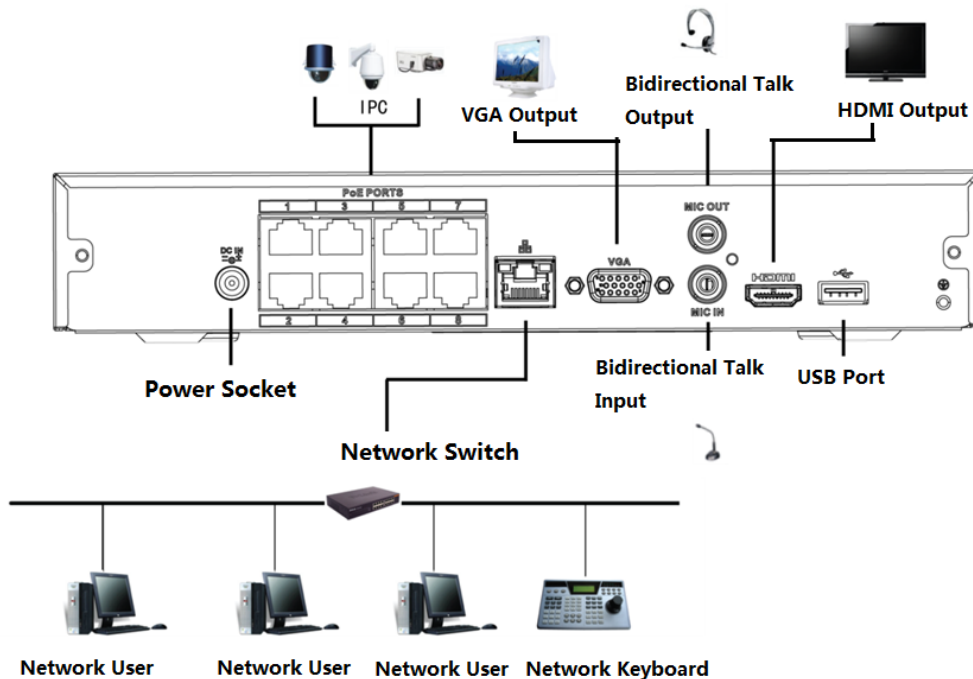 IPC
VGA Output
Bidirectional Talk
Output
HDMI Output
PoE PORTS
1 3 5 7
MIC OUT
DC IN
VGA
HDMI
2 4 6 8
MIC IN
Power Socket
Bidirectional Talk
Input
USB Port
Network Switch
Network User
Network User
Network User
Network Keyboard